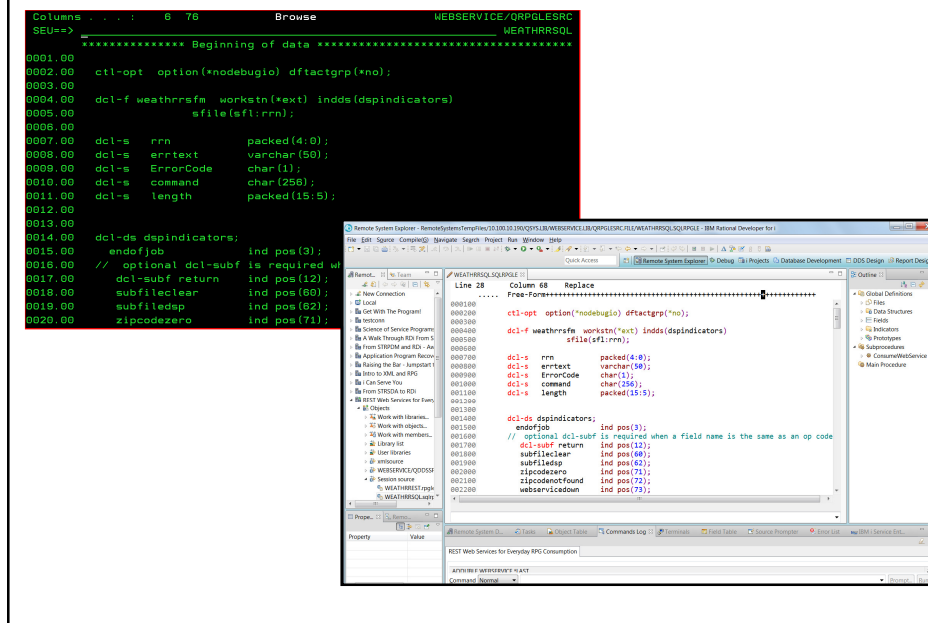 Columns . . . :    6  76            Browse                 WEBSERVICE/QRPGLESRC
SEU==>                                                                 WEATHRRSQL
*************** Beginning of data *************************************
0001.00
0002.00   ctl-opt  option(*nodebugio) dftactgrp(*no);
0003.00
0004.00   dcl-f weathrrsfm  workstn(*ext) indds(dspindicators)
0005.00                sfile(sfl:rrn);
0006.00
0007.00   dcl-s   rrn          packed(4:0);
0008.00   dcl-s   errtext      varchar(50);
0009.00   dcl-s   ErrorCode    char(1);
0010.00   dcl-s   command      char(256);
0011.00   dcl-s   length       packed(15:5);
0012.00
0013.00
0014.00   dcl-ds dspindicators;
0015.00     endofjob           ind pos(3);
0016.00   //  optional dcl-subf is required wh
0017.00      dcl-subf return   ind pos(12);
0018.00      subfileclear      ind pos(60);
0019.00      subfiledsp        ind pos(62);
0020.00      zipcodezero       ind pos(71);
Remote System Explorer - RemoteSystemsTempFiles/10.100.10.190/QSYS.LIB/WEBSERVICE.LIB/QRPGLESRC.FILE/WEATHRRSQL.SQLRPGLE - IBM Rational Developer for i
File Edit Source Compile(G) Navigate Search Project Run Window Help
Quick Access Remote System Explorer Debug i Projects Database Development DDS Design Report Desig
Remot... Team
New Connection
Local
Get With The Program!
testconn
Science of Service Programs
A Walk Through RDI From S
From STRPDM and RDI - Aw
Application Program Recov
Raising the Bar - Jumpstart
Intro to XML and RPG
i Can Serve You
From STRSDA to RDI
REST Web Services for Every
Objects
Work with libraries...
Work with objects...
Work with members...
Library list
User libraries
xmlsource
WEBSERVICE/QDDSSF
Session source
WEATHRREST.rpgle
WEATHRRSQL.sqlrp
WEATHRRSQL.SQLRPGLE
Line 28      Column 68    Replace
..... Free-Form+++++++++++++++++++++++++++++++++++++++++++++++++++++++++++++
000100
000200   ctl-opt  option(*nodebugio) dftactgrp(*no);
000300
000400   dcl-f weathrrsfm  workstn(*ext) indds(dspindicators)
000500                sfile(sfl:rrn);
000600
000700   dcl-s   rrn          packed(4:0);
000800   dcl-s   errtext      varchar(50);
000900   dcl-s   ErrorCode    char(1);
001000   dcl-s   command      char(256);
001100   dcl-s   length       packed(15:5);
001200
001300
001400   dcl-ds dspindicators;
001500     endofjob           ind pos(3);
001600   //  optional dcl-subf is required when a field name is the same as an op code
001700      dcl-subf return   ind pos(12);
001800      subfileclear      ind pos(60);
001900      subfiledsp        ind pos(62);
002000      zipcodezero       ind pos(71);
002100      zipcodenotfound   ind pos(72);
002200      webservicedown    ind pos(73);
Outline
Global Definitions
Files
Data Structures
Fields
Indicators
Prototypes
Subprocedures
ConsumeWebService
Main Procedure
Prope... Remo...
Property Value
Remote System D... Tasks Object Table Commands Log Terminals Field Table Source Prompter Error List IBM i Service Ent...
REST Web Services for Everyday RPG Consumption
ADDLIBLE WEBSERVICE *LAST
Command Normal Prompt... Run